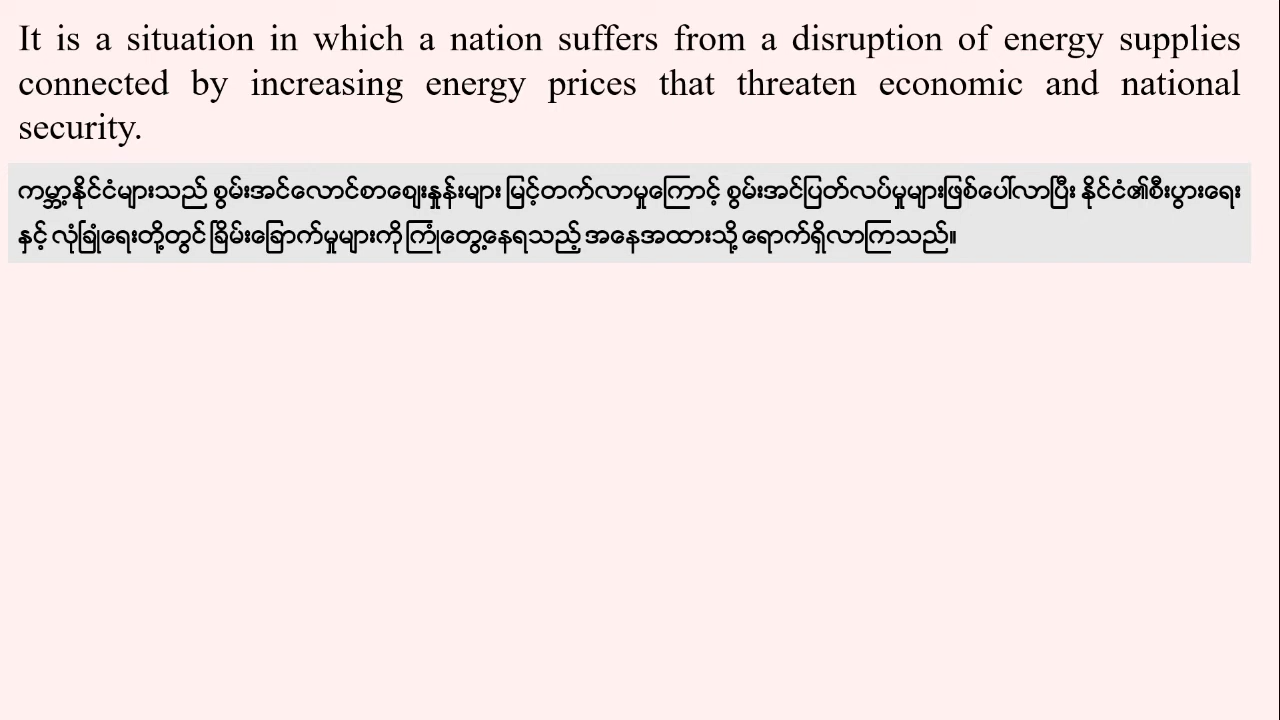 It is a situation in which a nation suffers from a disruption of energy supplies
connected by increasing energy prices that threaten economic and national
security.
ကမ္ဘာ့နိုင်ငံများသည် စွမ်းအင်လောင်စာစျေးနှုန်းများ မြင့်တက်လာမှုကြောင့် စွမ်းအင်ပြတ်လပ်မှုများဖြစ်ပေါ်လာပြီး နိုင်ငံ၏စီးပွားရေး
နှင့် လုံခြုံရေးတို့တွင် ခြိမ်းခြောက်မှုများကို ကြုံတွေ့နေရသည့် အနေအထားသို့ ရောက်ရှိလာကြသည်။